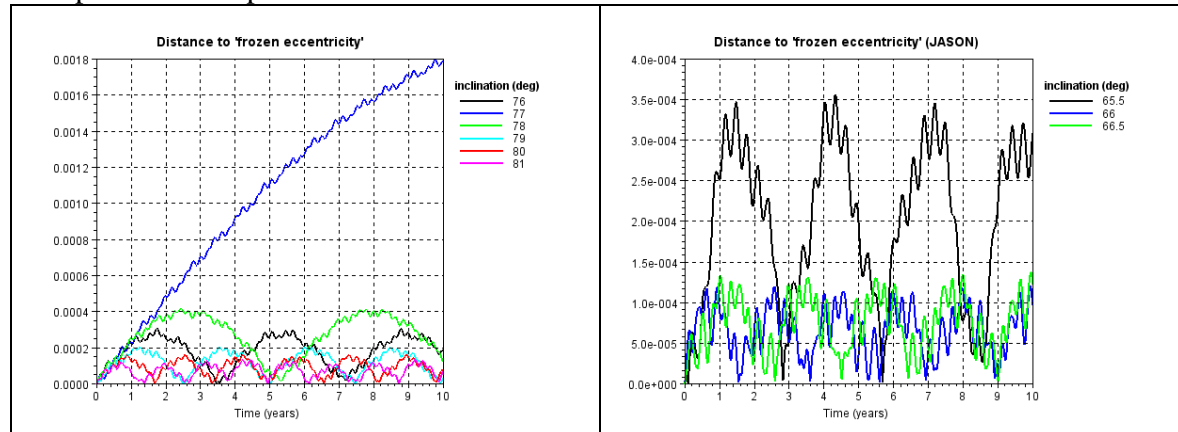 Distance to 'frozen eccentricity'
0.0018
0.0016
0.0014
0.0012
0.0010
0.0008
0.0006
0.0004
0.0002
0.0000
0 1 2 3 4 5 6 7 8 9 10
Time (years)
inclination (deg)
76
77
78
79
80
81
Distance to 'frozen eccentricity' (JASON)
4.0e-004
3.5e-004
3.0e-004
2.5e-004
2.0e-004
1.5e-004
1.0e-004
5.0e-005
0.0e+000
0 1 2 3 4 5 6 7 8 9 10
Time (years)
inclination (deg)
65.5
66
66.5